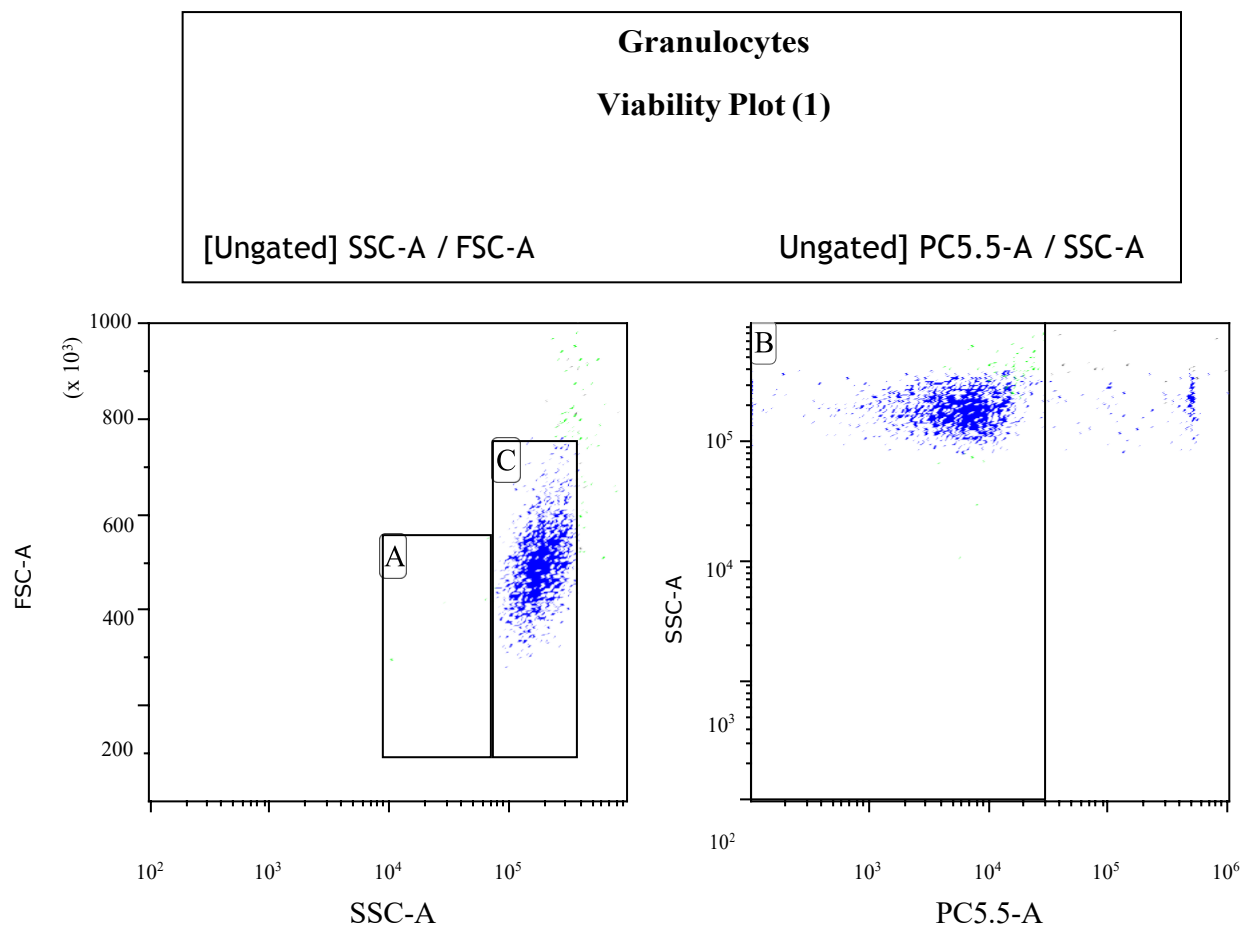 Granulocytes
Viability Plot (1)
[Ungated] SSC-A / FSC-A
Ungated] PC5.5-A / SSC-A
1000
(x 10³)
800
600
400
200
FSC-A
A
C
10² 10³ 10⁴ 10⁵
SSC-A
B
10⁵
10⁴
10³
10²
SSC-A
10³ 10⁴ 10⁵ 10⁶
PC5.5-A